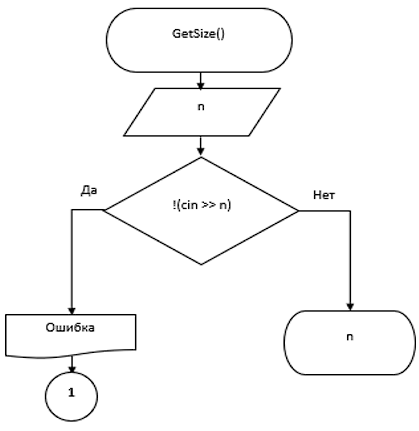 GetSize()
n
!(cin >> n)
Да
Нет
Ошибка
n
1